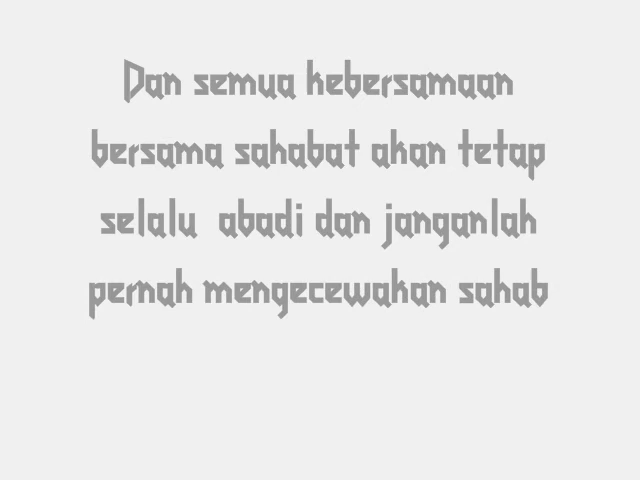 Dan semua kebersamaan
bersama sahabat akan tetap
selalu  abadi dan janganlah
pernah mengecewakan sahab